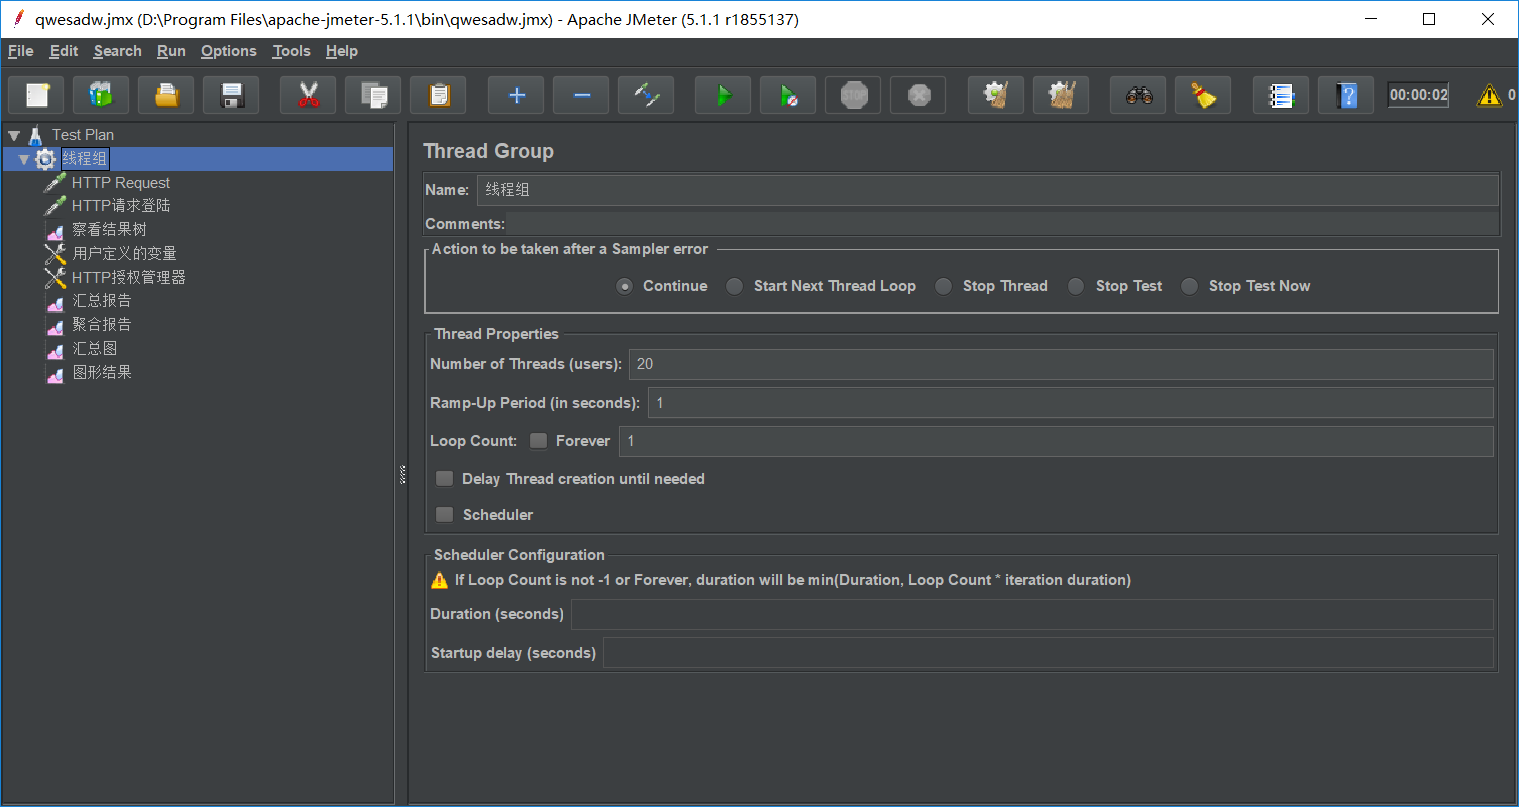 qwesadw.jmx (D:\Program Files\apache-jmeter-5.1.1\bin\qwesadw.jmx) - Apache JMeter (5.1.1 r1855137)
File Edit Search Run Options Tools Help
STOP ? 00:00:02 0
Test Plan
线程组
HTTP Request
HTTP请求登陆
察看结果树
用户定义的变量
HTTP授权管理器
汇总报告
聚合报告
汇总图
图形结果
Thread Group
Name: 线程组
Comments:
Action to be taken after a Sampler error
Continue Start Next Thread Loop Stop Thread Stop Test Stop Test Now
Thread Properties
Number of Threads (users): 20
Ramp-Up Period (in seconds): 1
Loop Count: Forever 1
Delay Thread creation until needed
Scheduler
Scheduler Configuration
If Loop Count is not -1 or Forever, duration will be min(Duration, Loop Count * iteration duration)
Duration (seconds)
Startup delay (seconds)